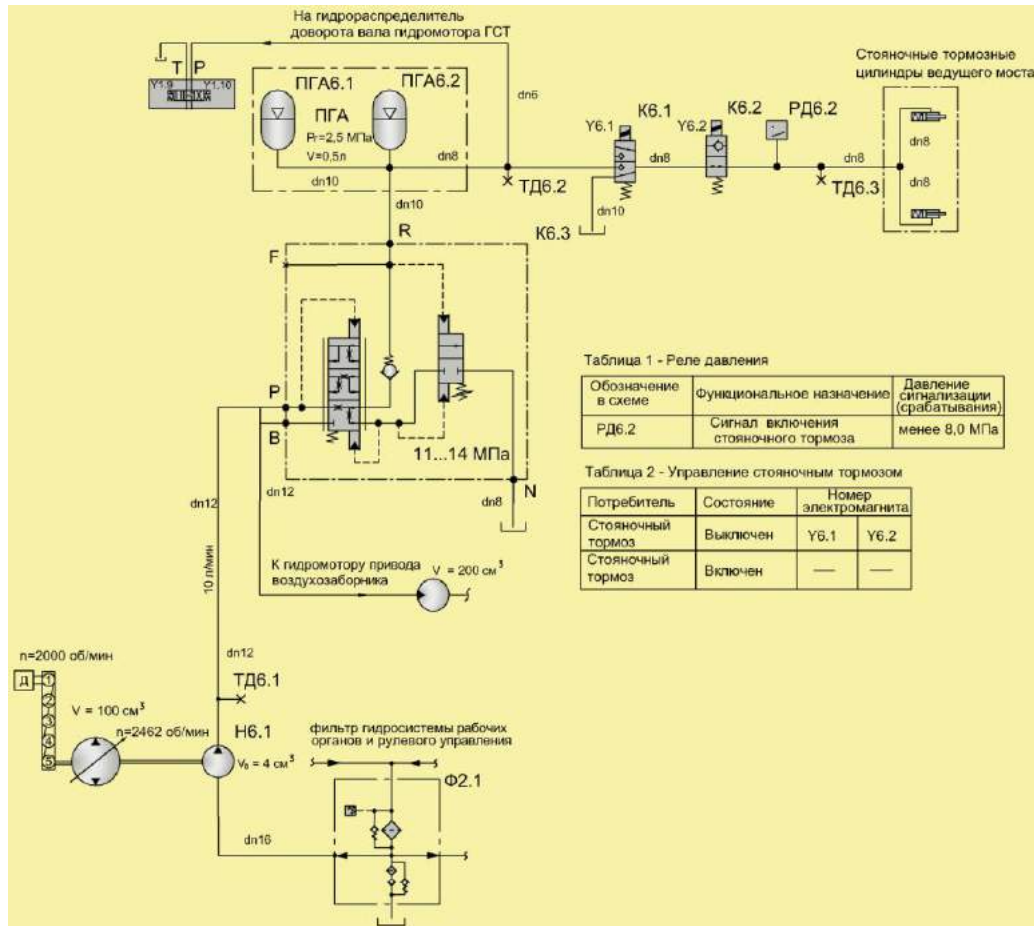 На гидрораспределитель
доворота вала гидромотора ГСТ
Т Р
Y1.9 Y1.10
ПГА6.1 ПГА6.2
ПГА
Pг=2,5 МПа
V=0,5л
dn10
dn8
dn6
dn10
ТД6.2
Y6.1
К6.1
dn8
Y6.2
К6.2
РД6.2
dn8
ТД6.3
dn10
К6.3
Стояночные тормозные
цилиндры ведущего моста
dn8
dn8
R
F
P
B
11...14 МПа
N
dn12
dn12
dn8
10 л/мин
К гидромотору привода
воздухозаборника
V = 200 см³
Таблица 1 - Реле давления
Обозначение в схеме Функциональное назначение Давление сигнализации (срабатывания)
РД6.2 Сигнал включения стояночного тормоза менее 8,0 МПа
Таблица 2 - Управление стояночным тормозом
Потребитель Состояние Номер электромагнита
Стояночный тормоз Выключен Y6.1 Y6.2
Стояночный тормоз Включен — —
n=2000 об/мин
Д
1
2
3
4
5
V = 100 см³
n=2462 об/мин
dn12
ТД6.1
Н6.1
V₀ = 4 см³
dn16
фильтр гидросистемы рабочих
органов и рулевого управления
Ф2.1